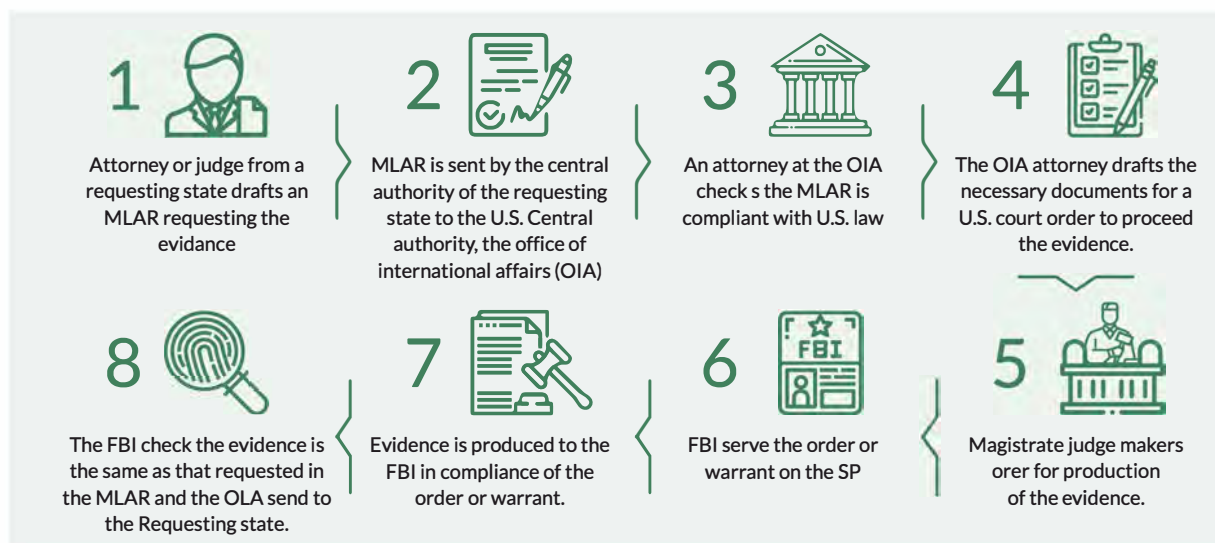 1
Attorney or judge from a
requesting state drafts an
MLAR requesting the
evidance
2
MLAR is sent by the central
authority of the requesting
state to the U.S. Central
authority, the office of
international affairs (OIA)
3
An attorney at the OIA
check s the MLAR is
compliant with U.S. law
4
The OIA attorney drafts the
necessary documents for a
U.S. court order to proceed
the evidence.
5
Magistrate judge makers
orer for production
of the evidence.
6
FBI
FBI serve the order or
warrant on the SP
7
Evidence is produced to the
FBI in compliance of the
order or warrant.
8
The FBI check the evidence is
the same as that requested in
the MLAR and the OLA send to
the Requesting state.